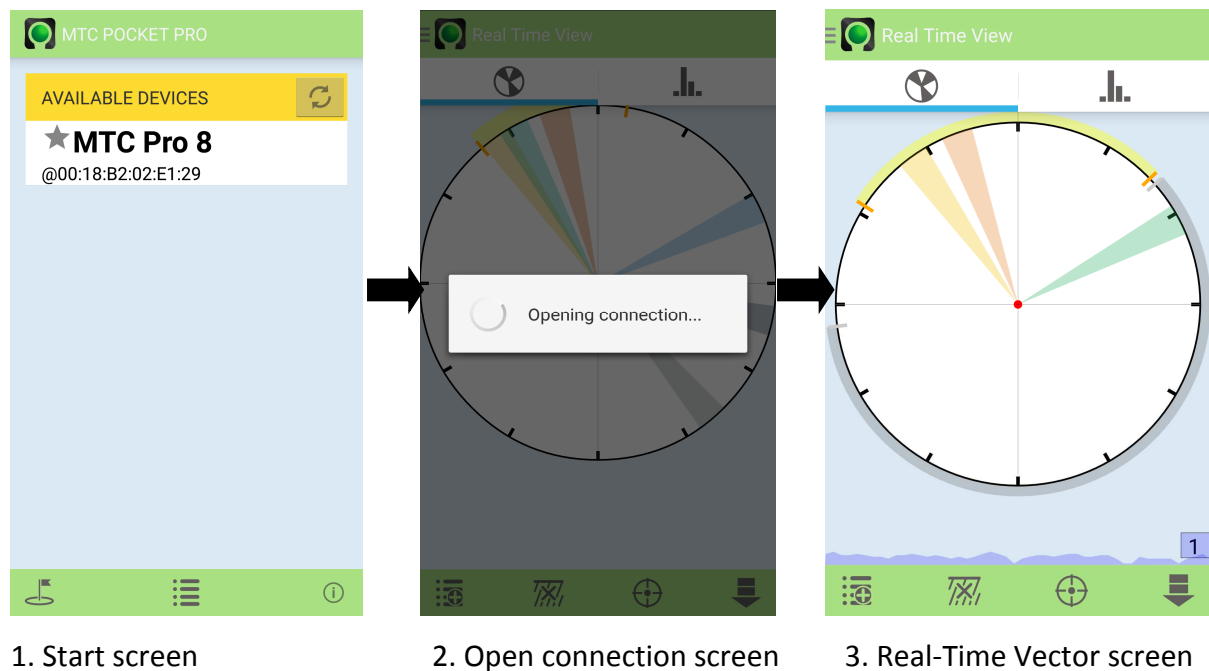 MTC POCKET PRO
AVAILABLE DEVICES
MTC Pro 8
@00:18:B2:02:E1:29
1. Start screen
Real Time View
Opening connection...
2. Open connection screen
Real Time View
1
3. Real-Time Vector screen